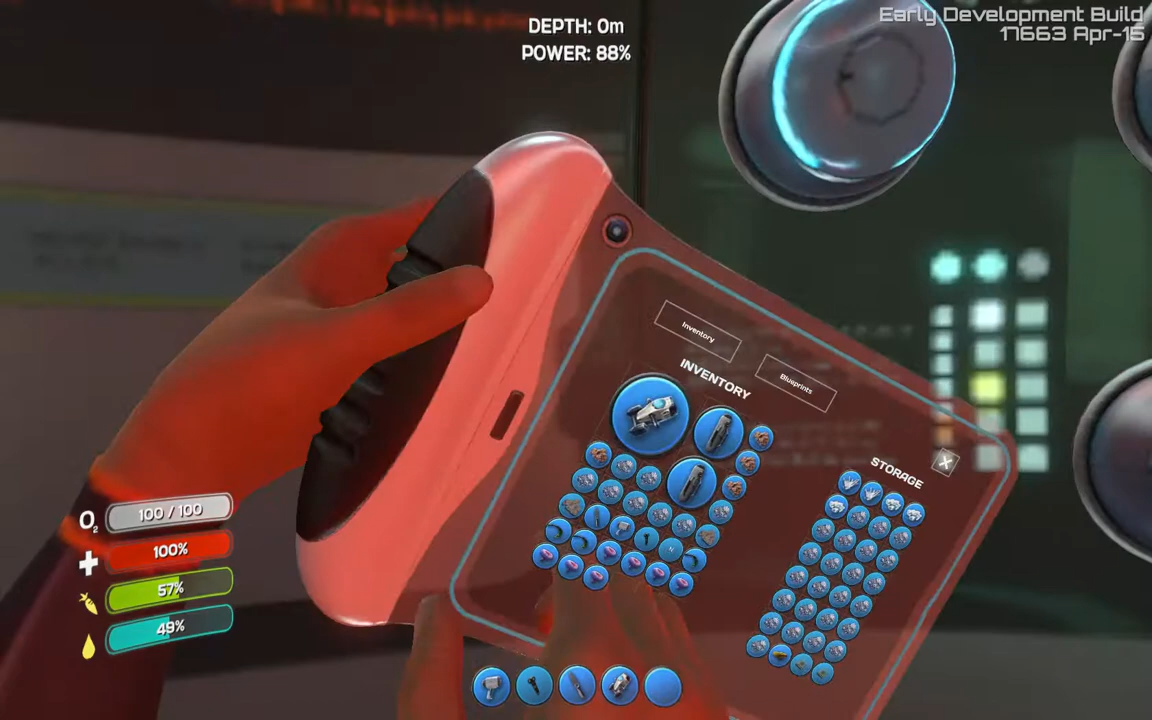 DEPTH: 0m
POWER: 88%
Early Development Build
17663 Apr-15
Inventory
Blueprints
INVENTORY
STORAGE
X
O₂
100 / 100
100%
57%
49%